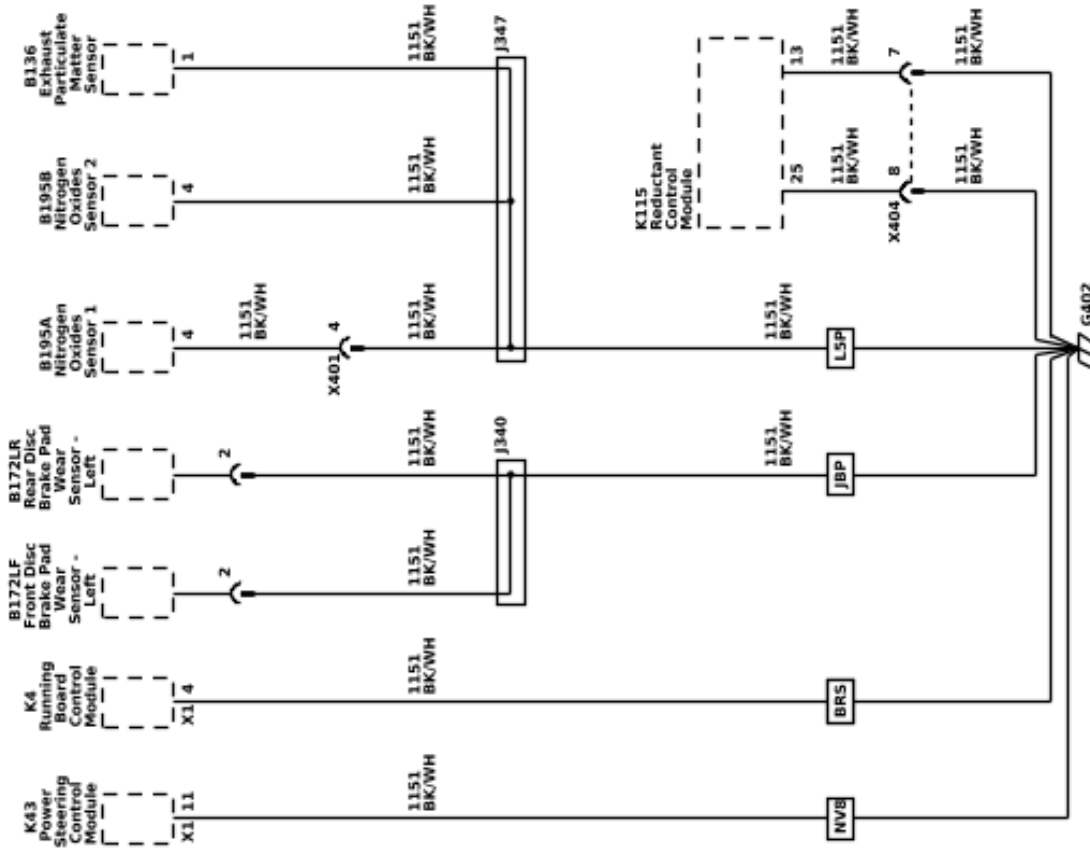 K43
Power
Steering
Control
Module
X1 11
1151
BK/WH
NV8
K4
Running
Board
Control
Module
X1 4
1151
BK/WH
BRS
B172LF
Front Disc
Brake Pad
Wear
Sensor -
Left
2
1151
BK/WH
B172LR
Rear Disc
Brake Pad
Wear
Sensor -
Left
2
1151
BK/WH
J340
1151
BK/WH
JBP
B195A
Nitrogen
Oxides
Sensor 1
4
1151
BK/WH
X401 4
1151
BK/WH
1151
BK/WH
L5P
B195B
Nitrogen
Oxides
Sensor 2
4
1151
BK/WH
B136
Exhaust
Particulate
Matter
Sensor
1
1151
BK/WH
J347
K115
Reductant
Control
Module
25
13
1151
BK/WH
1151
BK/WH
X404 8
7
1151
BK/WH
1151
BK/WH
G402